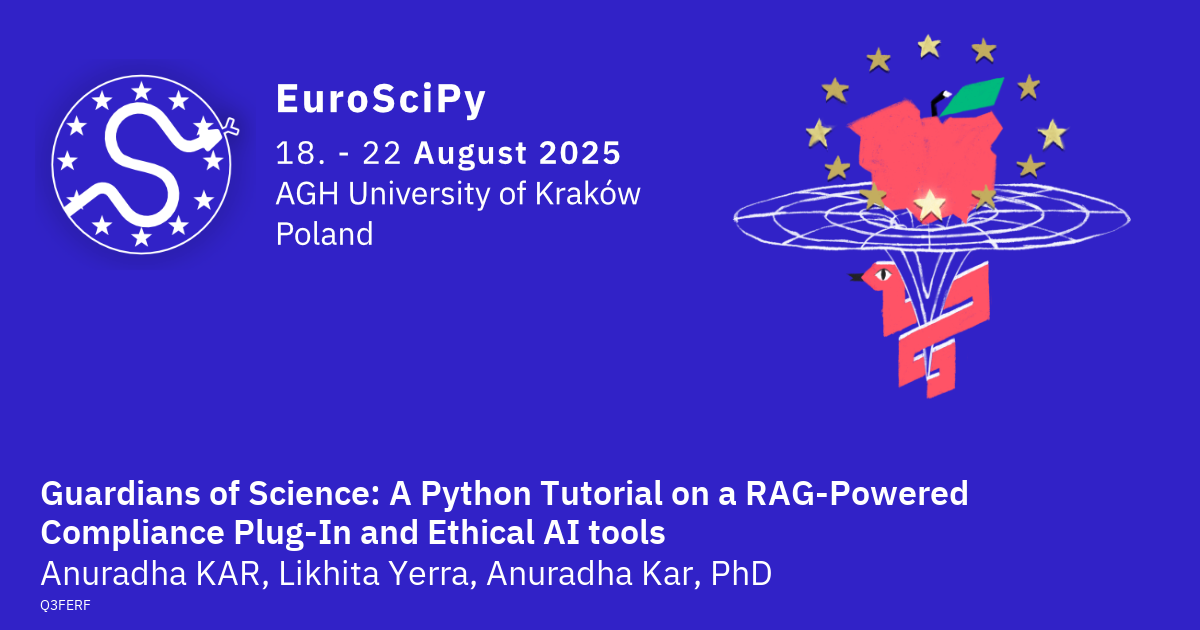 EuroSciPy
18. - 22 August 2025
AGH University of Kraków
Poland
Guardians of Science: A Python Tutorial on a RAG-Powered
Compliance Plug-In and Ethical AI tools
Anuradha KAR, Likhita Yerra, Anuradha Kar, PhD
Q3FERF